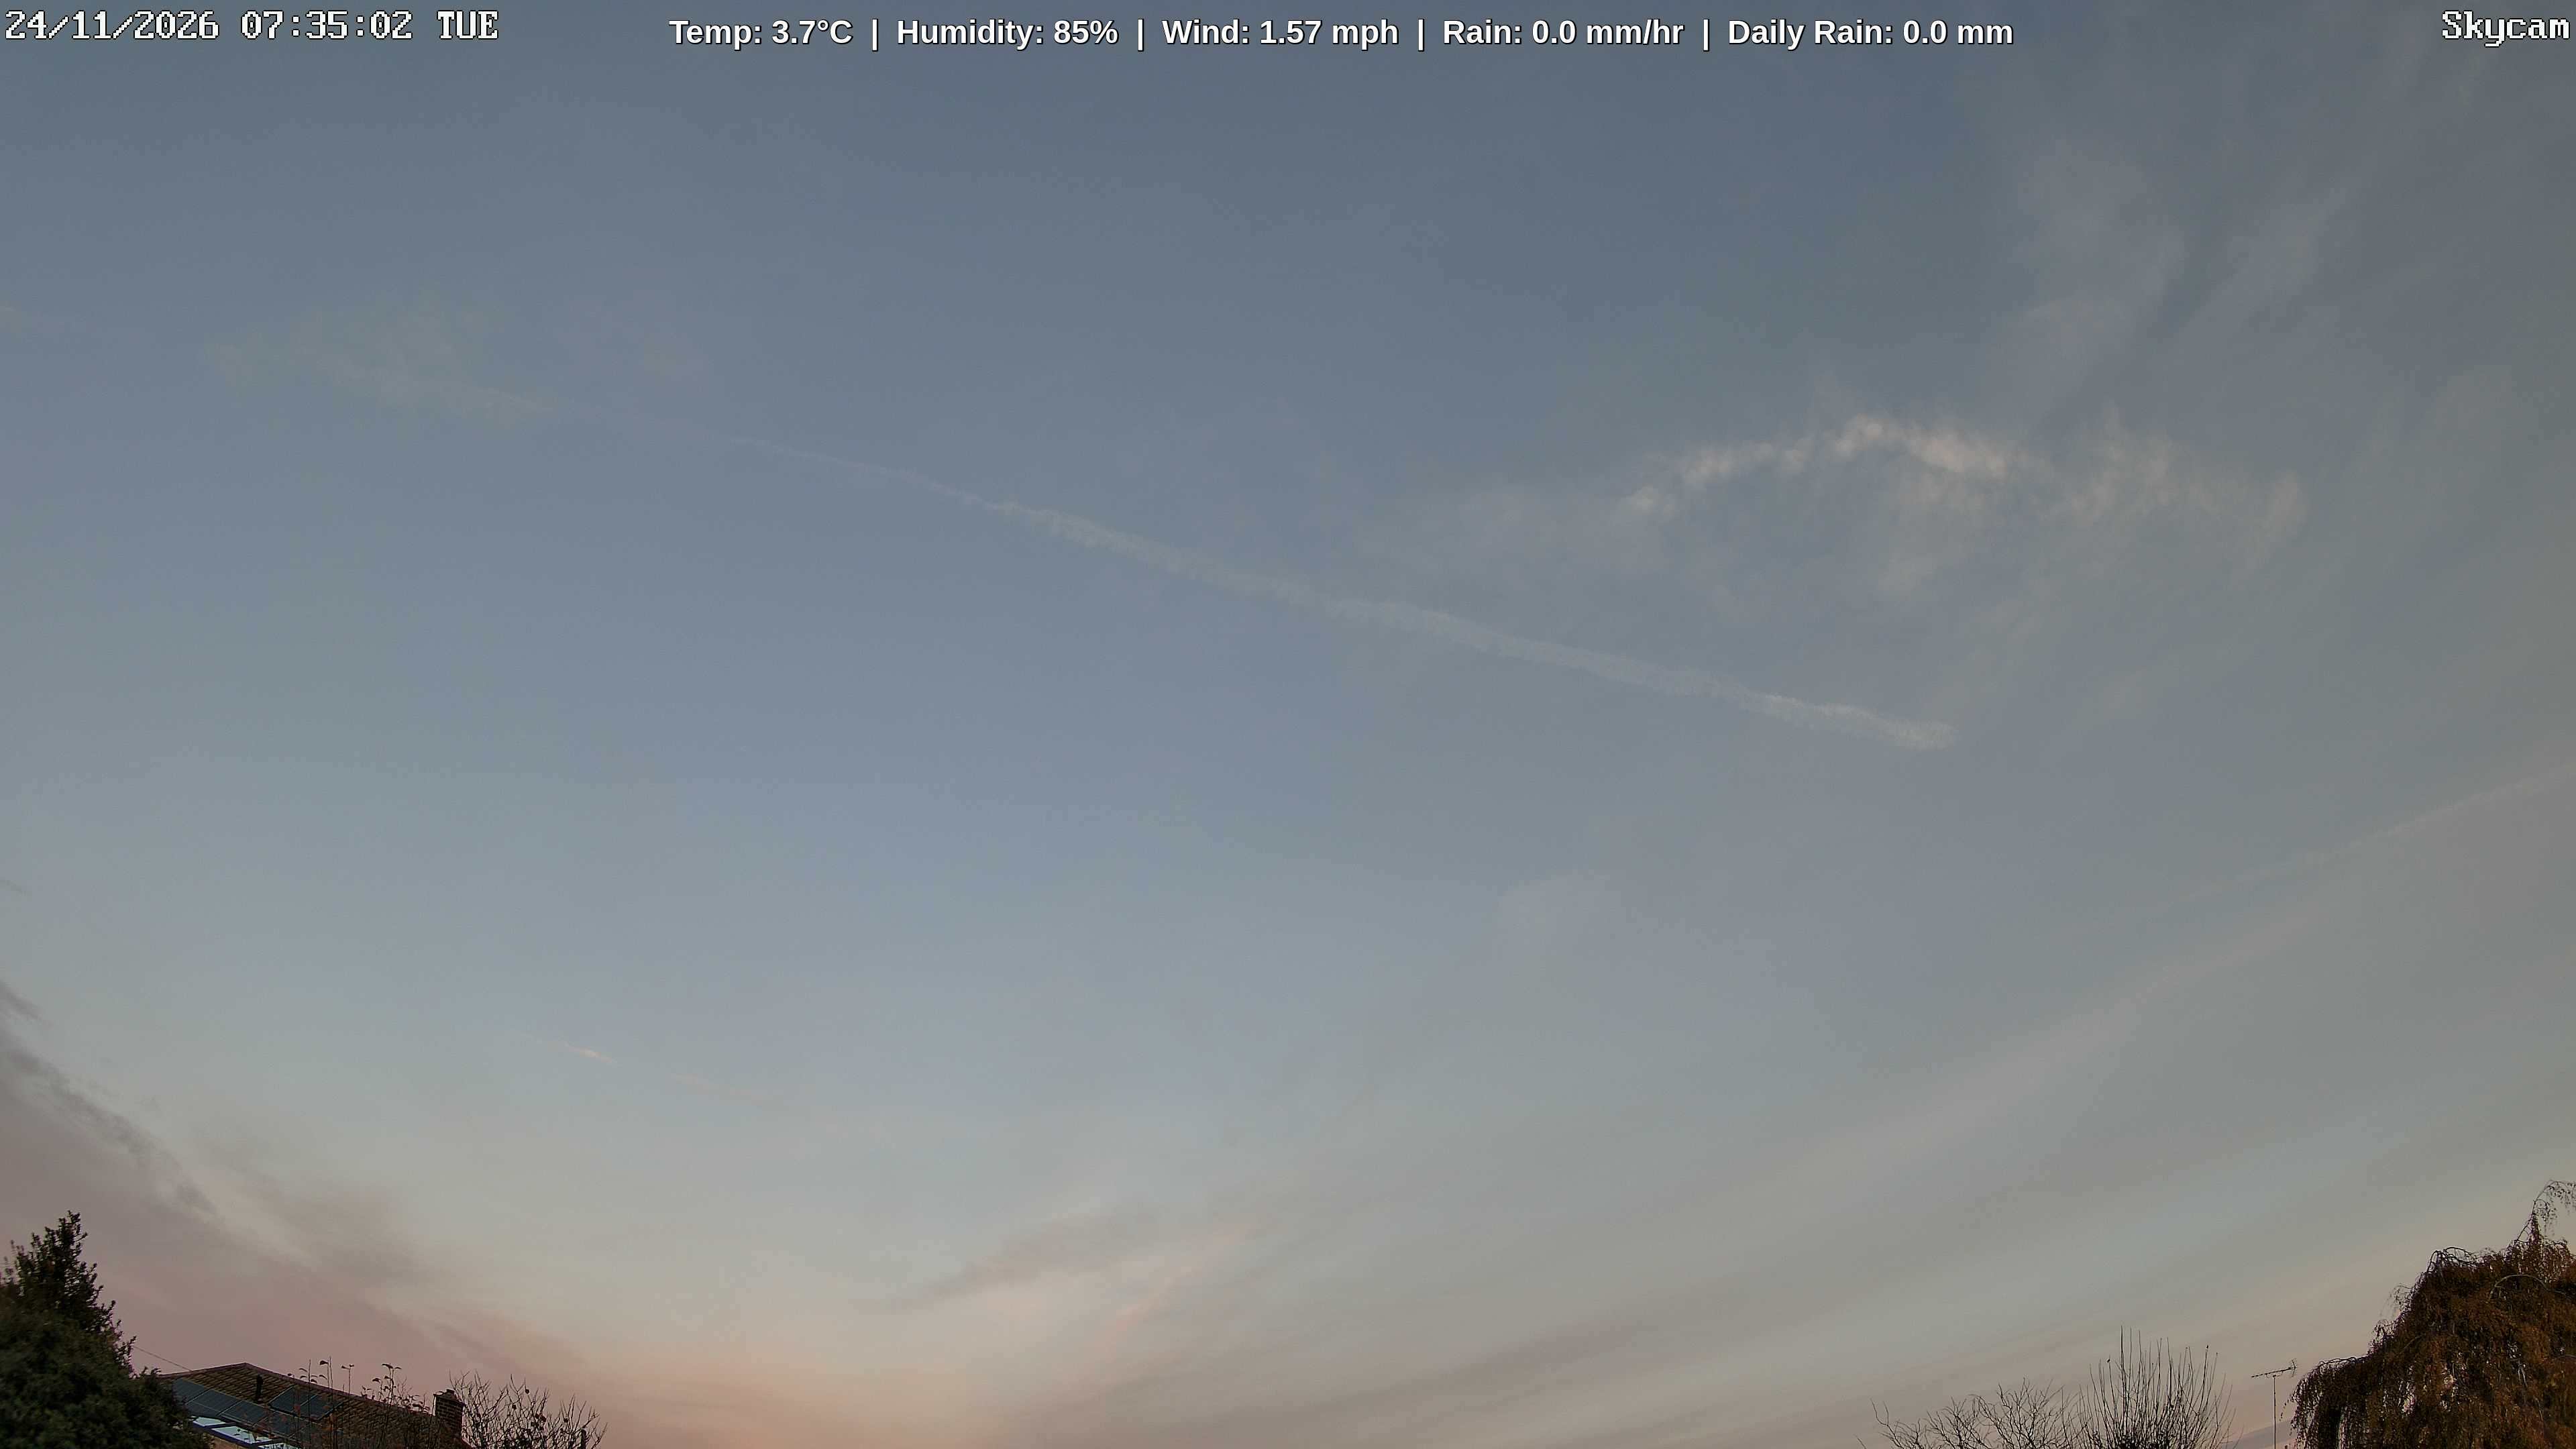 24/11/2026 07:35:02 TUE
Temp: 3.7°C | Humidity: 85% | Wind: 1.57 mph | Rain: 0.0 mm/hr | Daily Rain: 0.0 mm
Skycam